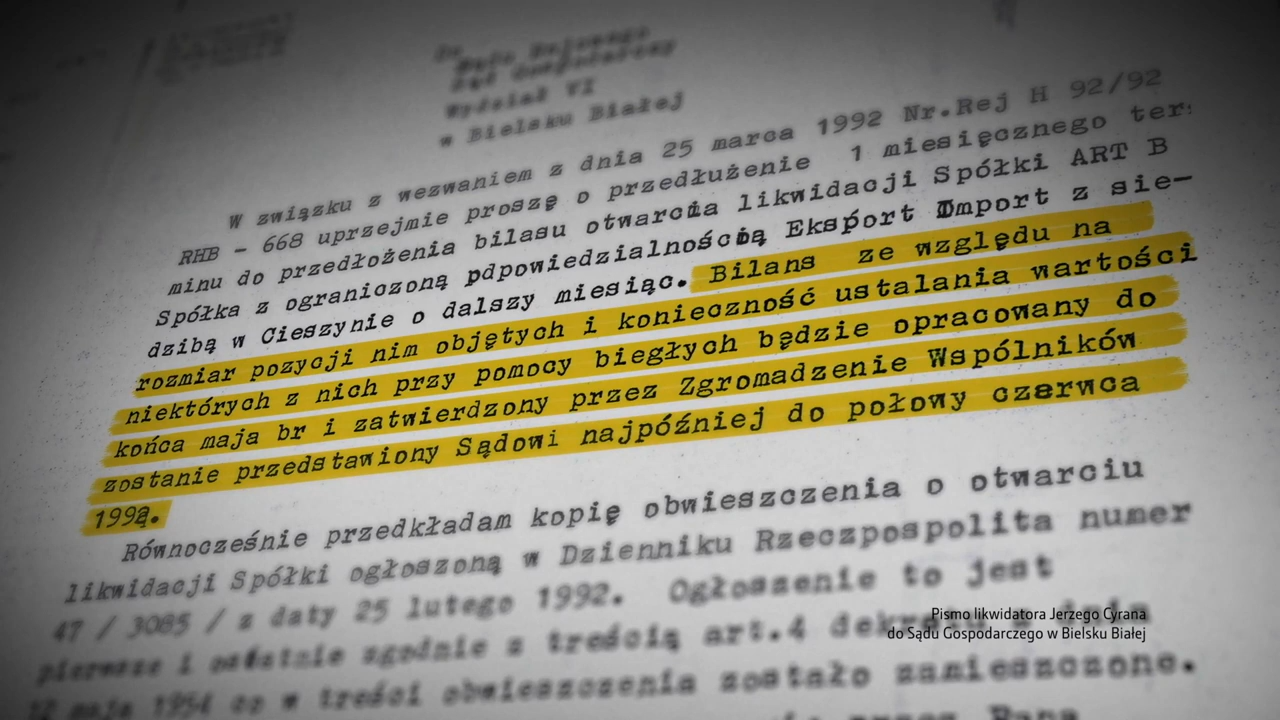 Do
Sądu Rejonowego
Sąd Gospodarczy
Wydział VI
w Bielsku Białej
W związku z wezwaniem z dnia 25 marca 1992 Nr.Rej H 92/92
RHB - 668 uprzejmie proszę o przedłużenie 1 miesięcznego ter
minu do przedłożenia bilasu otwarcia likwidacji Spółki ART B
Spółka z ograniczoną pdpowiedzialnością Eksport Import z sie-
dzibą w Cieszynie o dalszy miesiąc. Bilans ze względu na
rozmiar pozycji nim objętych i konieczność ustalania wartości
niektórych z nich przy pomocy biegłych będzie opracowany do
końca maja br i zatwierdzony przez Zgromadzenie Wspólników
zostanie przedstawiony Sądowi najpóźniej do połowy czerwca
1992.
Równocześnie przedkładam kopię obwieszczenia o otwarciu
likwidacji Spółki ogłoszoną w Dzienniku Rzeczpospolita numer
47 / 3085 / z daty 25 lutego 1992. Ogłoszenie to jest
pierwsze i ostatnie zgodnie z treścią art.4 dekretu z dnia
12 maja 1954 co w treści obwieszczenia zostało zamieszczone.
Pismo likwidatora Jerzego Cyrana
do Sądu Gospodarczego w Bielsku Białej